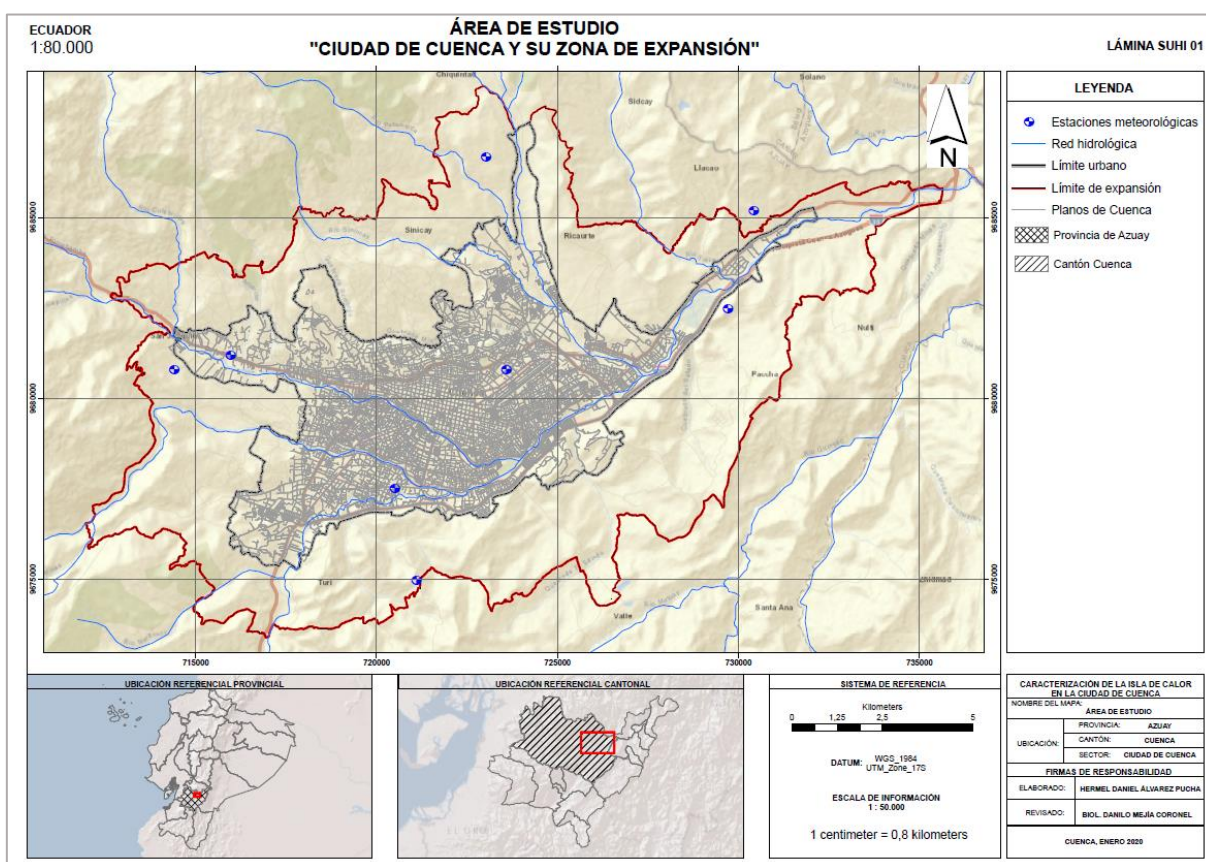 ECUADOR
1:80.000
ÁREA DE ESTUDIO
"CIUDAD DE CUENCA Y SU ZONA DE EXPANSIÓN"
LÁMINA SUHI 01
Chiquintad
Solano
Sidcay
Llacao
Sinicay
Ricaurte
Nulti
Paccha
Turi
Valle
Santa Ana
9685000
9680000
9675000
9685000
9680000
9675000
715000
720000
725000
730000
735000
N
LEYENDA
Estaciones meteorológicas
Red hidrológica
Límite urbano
Límite de expansión
Planos de Cuenca
Provincia de Azuay
Cantón Cuenca
UBICACIÓN REFERENCIAL PROVINCIAL
UBICACIÓN REFERENCIAL CANTONAL
SISTEMA DE REFERENCIA
Kilometers
0 1,25 2,5 5
DATUM: WGS_1984
UTM_Zone_17S
ESCALA DE INFORMACIÓN
1 : 50.000
1 centimeter = 0,8 kilometers
CARACTERIZACIÓN DE LA ISLA DE CALOR
EN LA CIUDAD DE CUENCA
NOMBRE DEL MAPA:
ÁREA DE ESTUDIO
UBICACIÓN:
PROVINCIA: AZUAY
CANTÓN: CUENCA
SECTOR: CIUDAD DE CUENCA
FIRMAS DE RESPONSABILIDAD
ELABORADO: HERMEL DANIEL ÁLVAREZ PUCHA
REVISADO: BIOL. DANILO MEJÍA CORONEL
CUENCA, ENERO 2020